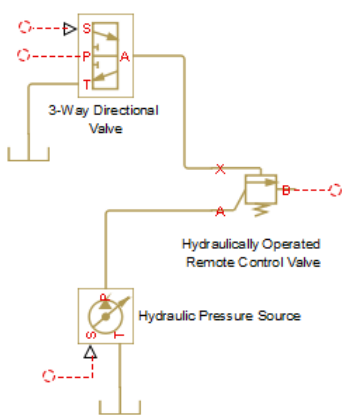 S
P A
T
3-Way Directional
Valve
X
B
A
Hydraulically Operated
Remote Control Valve
P
Hydraulic Pressure Source
S T